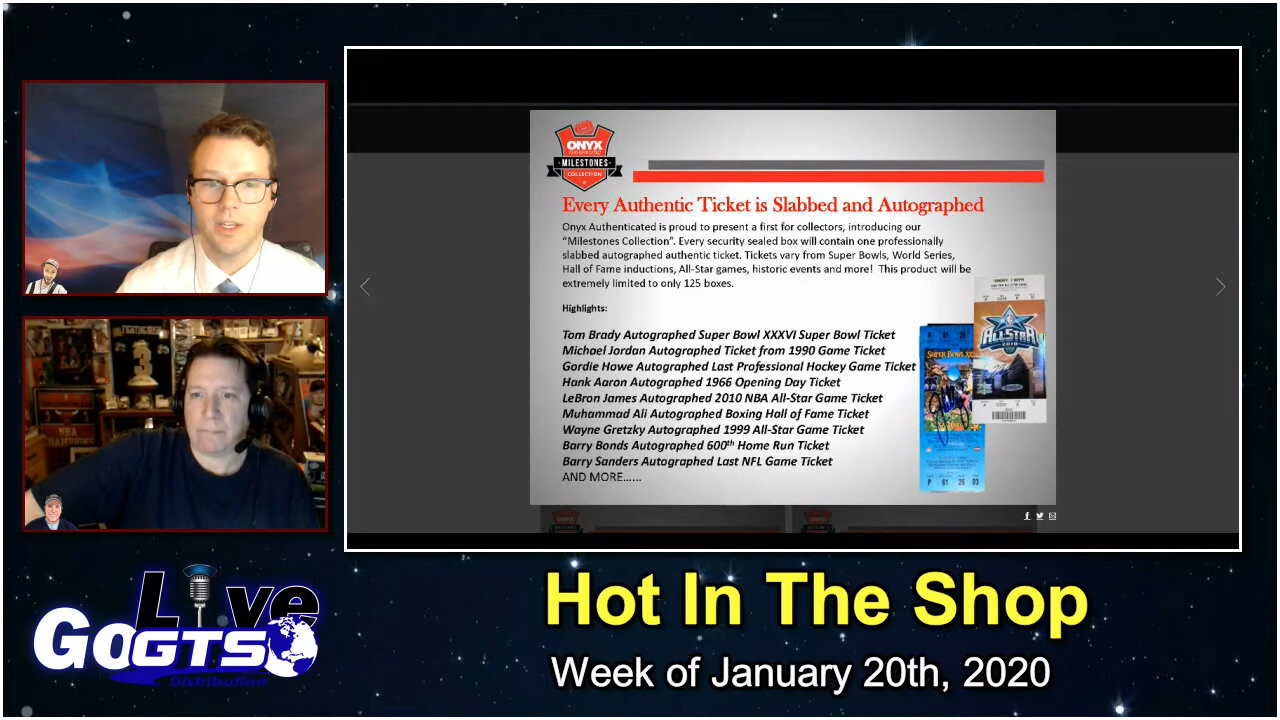 ONYX
MILESTONES
COLLECTION
Every Authentic Ticket is Slabbed and Autographed
Onyx Authenticated is proud to present a first for collectors, introducing our
“Milestones Collection”. Every security sealed box will contain one professionally
slabbed autographed authentic ticket. Tickets vary from Super Bowls, World Series,
Hall of Fame inductions, All-Star games, historic events and more!  This product will be
extremely limited to only 125 boxes.
Highlights:
Tom Brady Autographed Super Bowl XXXVI Super Bowl Ticket
Michael Jordan Autographed Ticket from 1990 Game Ticket
Gordie Howe Autographed Last Professional Hockey Game Ticket
Hank Aaron Autographed 1966 Opening Day Ticket
LeBron James Autographed 2010 NBA All-Star Game Ticket
Muhammad Ali Autographed Boxing Hall of Fame Ticket
Wayne Gretzky Autographed 1999 All-Star Game Ticket
Barry Bonds Autographed 600th Home Run Ticket
Barry Sanders Autographed Last NFL Game Ticket
AND MORE……
ALL STAR
2010
SUPER BOWL
P 61 26 03
3
NBA
Live
GoGTS
Distribution
Hot In The Shop
Week of January 20th, 2020